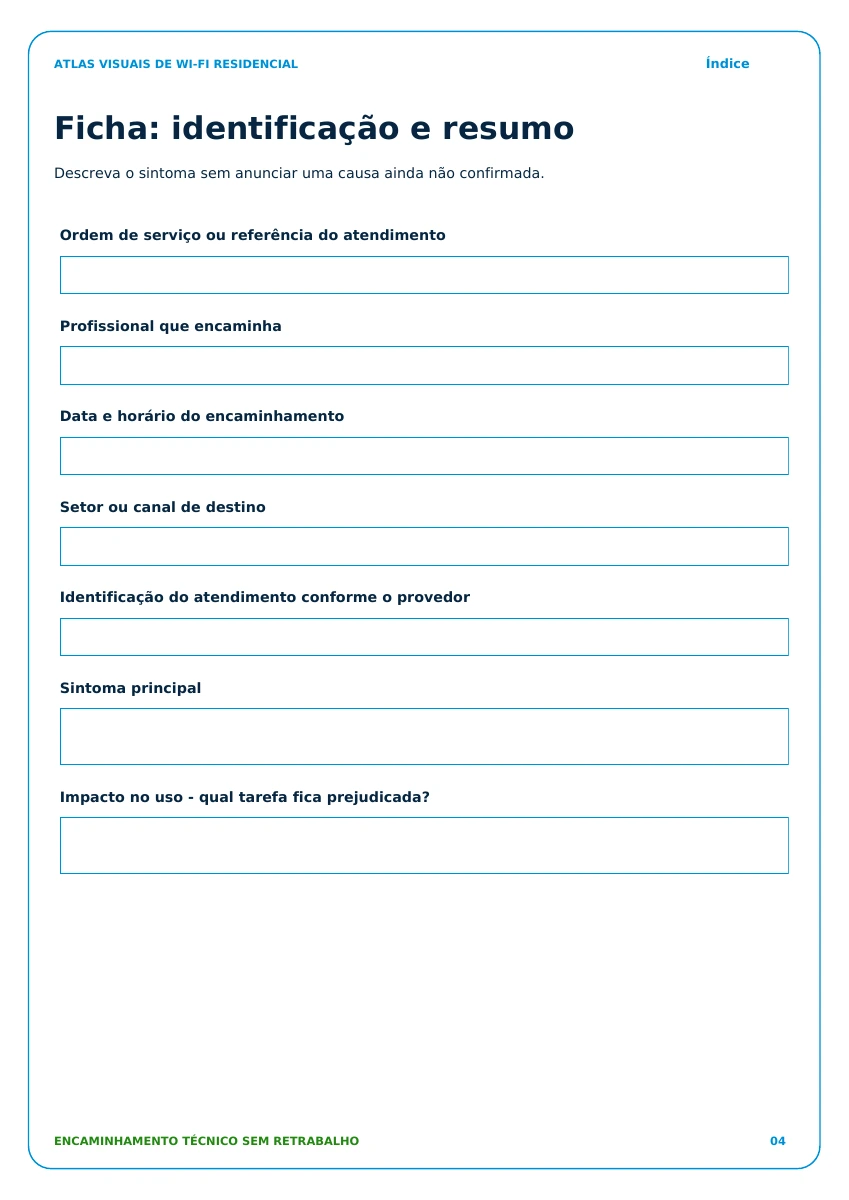 ATLAS VISUAIS DE WI-FI RESIDENCIAL
Índice
Ficha: identificação e resumo
Descreva o sintoma sem anunciar uma causa ainda não confirmada.
Ordem de serviço ou referência do atendimento
Profissional que encaminha
Data e horário do encaminhamento
Setor ou canal de destino
Identificação do atendimento conforme o provedor
Sintoma principal
Impacto no uso - qual tarefa fica prejudicada?
ENCAMINHAMENTO TÉCNICO SEM RETRABALHO
04